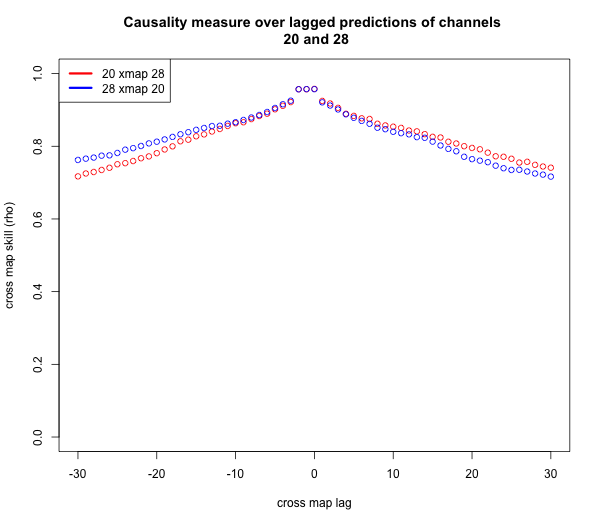 Causality measure over lagged predictions of channels
20 and 28
20 xmap 28
28 xmap 20
cross map skill (rho)
1.0
0.8
0.6
0.4
0.2
0.0
-30 -20 -10 0 10 20 30
cross map lag